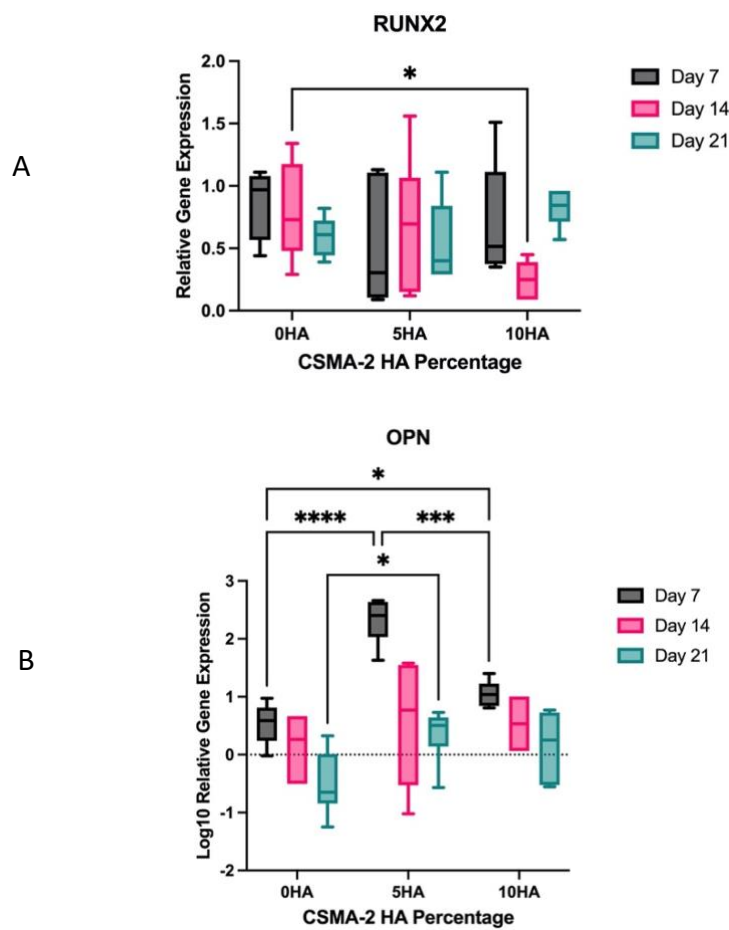 RUNX2
A
*
Relative Gene Expression
2.0
1.5
1.0
0.5
0.0
0HA
5HA
10HA
CSMA-2 HA Percentage
Day 7
Day 14
Day 21
OPN
B
*
****
***
*
Log10 Relative Gene Expression
3
2
1
0
-1
-2
0HA
5HA
10HA
CSMA-2 HA Percentage
Day 7
Day 14
Day 21